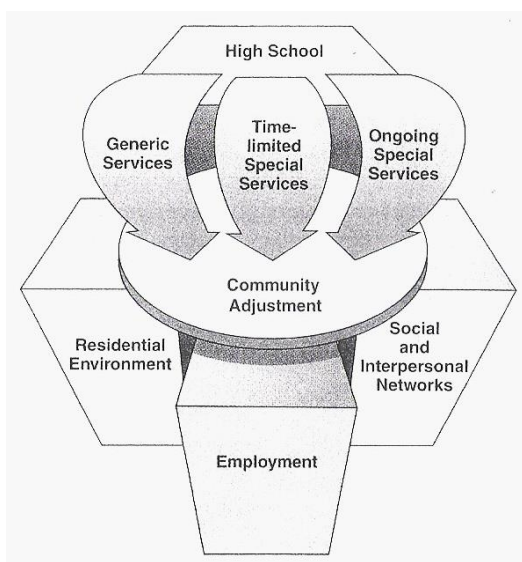 High School
Generic
Services
Time-
limited
Special
Services
Ongoing
Special
Services
Community
Adjustment
Residential
Environment
Social
and
Interpersonal
Networks
Employment